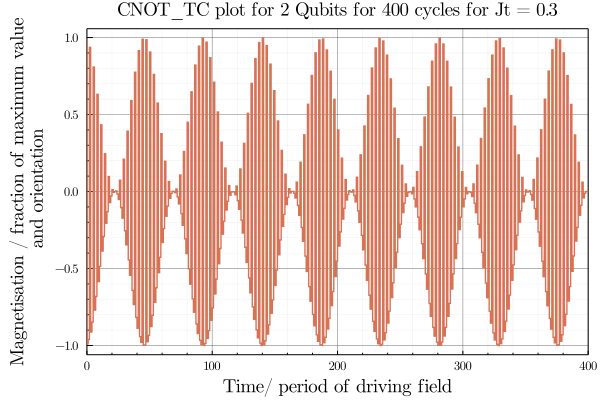 CNOT_TC plot for 2 Qubits for 400 cycles for Jt = 0.3
Magnetisation / fraction of maximum value
and orientation
1.0
0.5
0.0
−0.5
−1.0
0
100
200
300
400
Time/ period of driving field